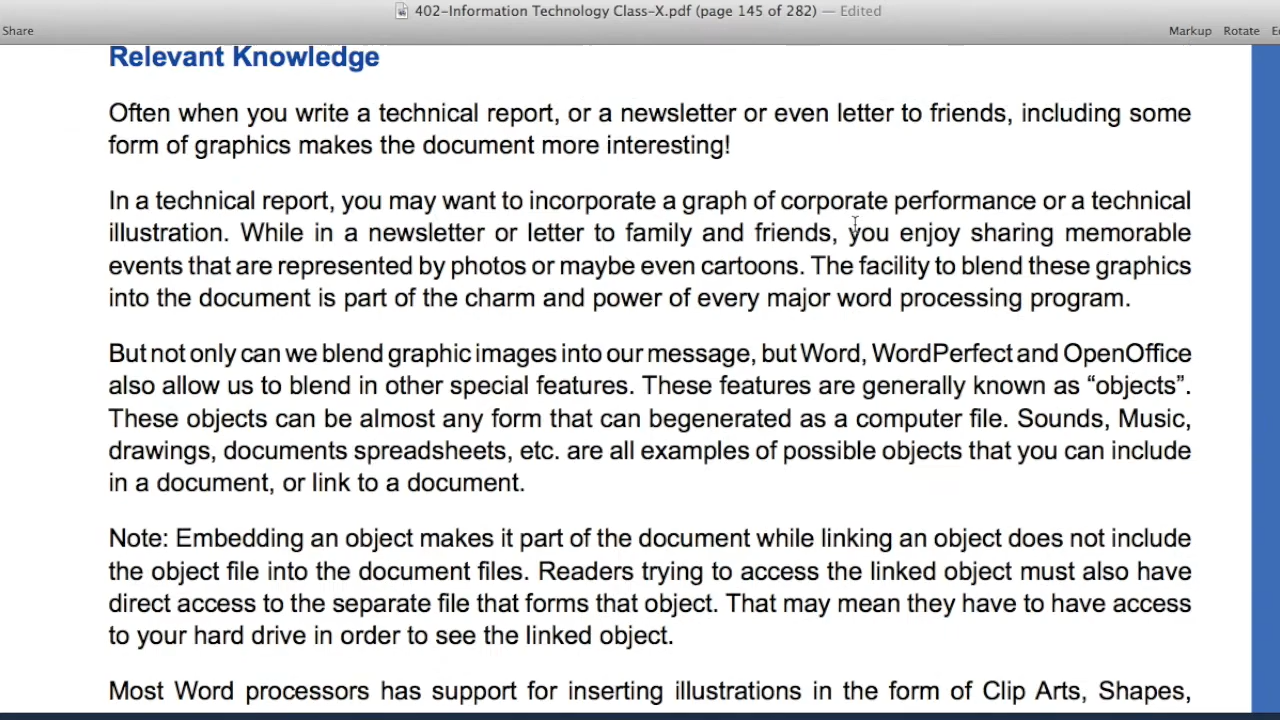 402-Information Technology Class-X.pdf (page 145 of 282) — Edited
Share
Markup Rotate
Relevant Knowledge
Often when you write a technical report, or a newsletter or even letter to friends, including some
form of graphics makes the document more interesting!
In a technical report, you may want to incorporate a graph of corporate performance or a technical
illustration. While in a newsletter or letter to family and friends, you enjoy sharing memorable
events that are represented by photos or maybe even cartoons. The facility to blend these graphics
into the document is part of the charm and power of every major word processing program.
But not only can we blend graphic images into our message, but Word, WordPerfect and OpenOffice
also allow us to blend in other special features. These features are generally known as “objects”.
These objects can be almost any form that can begenerated as a computer file. Sounds, Music,
drawings, documents spreadsheets, etc. are all examples of possible objects that you can include
in a document, or link to a document.
Note: Embedding an object makes it part of the document while linking an object does not include
the object file into the document files. Readers trying to access the linked object must also have
direct access to the separate file that forms that object. That may mean they have to have access
to your hard drive in order to see the linked object.
Most Word processors has support for inserting illustrations in the form of Clip Arts, Shapes,